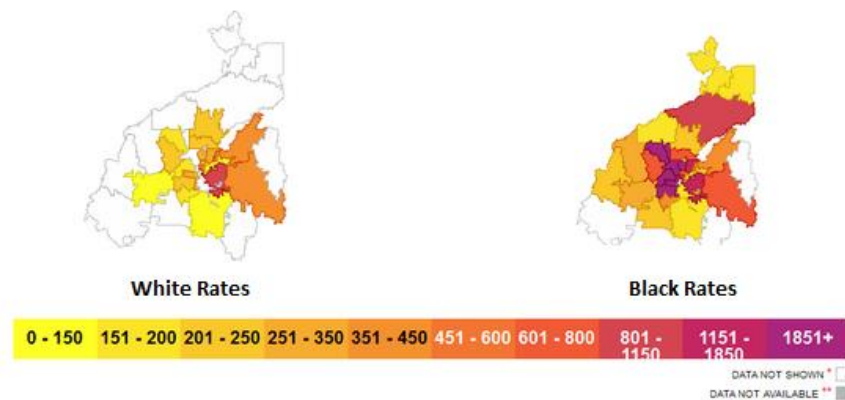 White Rates
Black Rates
0 - 150 151 - 200 201 - 250 251 - 350 351 - 450 451 - 600 601 - 800 801 - 1150 1151 - 1850 1851+
DATA NOT SHOWN *
DATA NOT AVAILABLE **